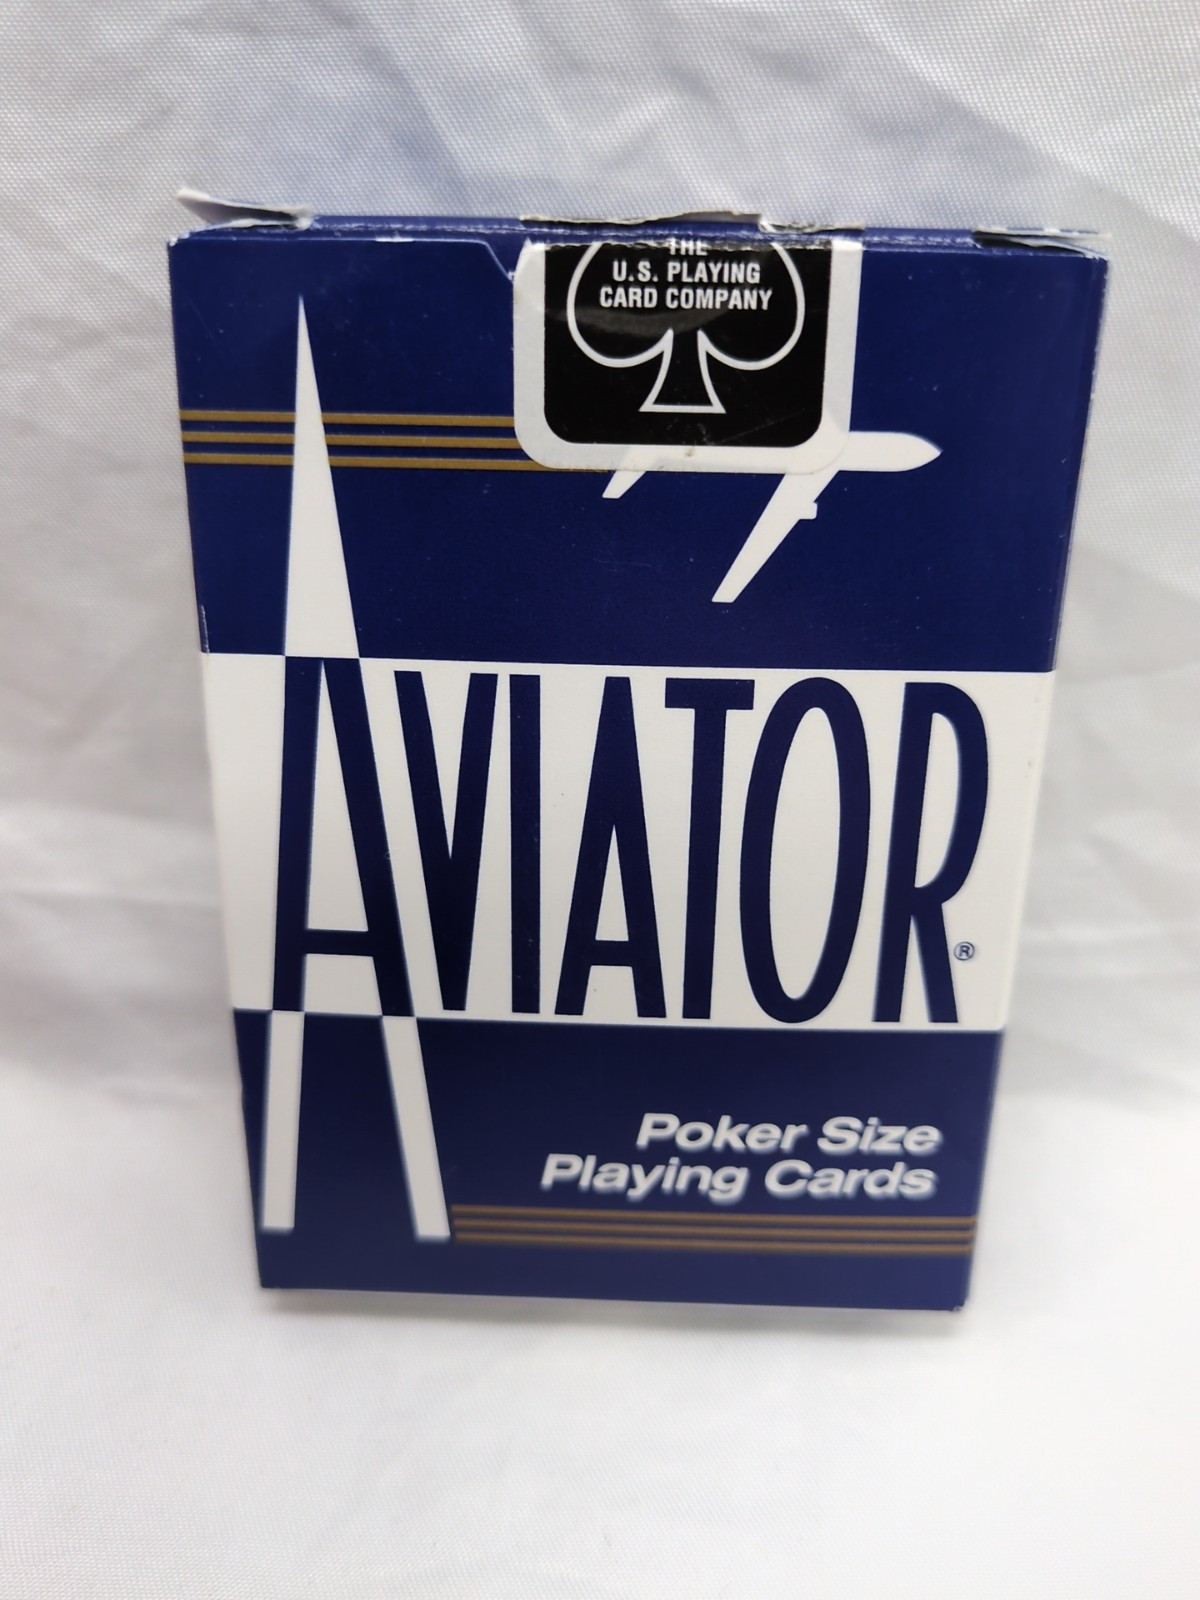 THE
U.S. PLAYING
CARD COMPANY
AVIATOR®
Poker Size
Playing Cards